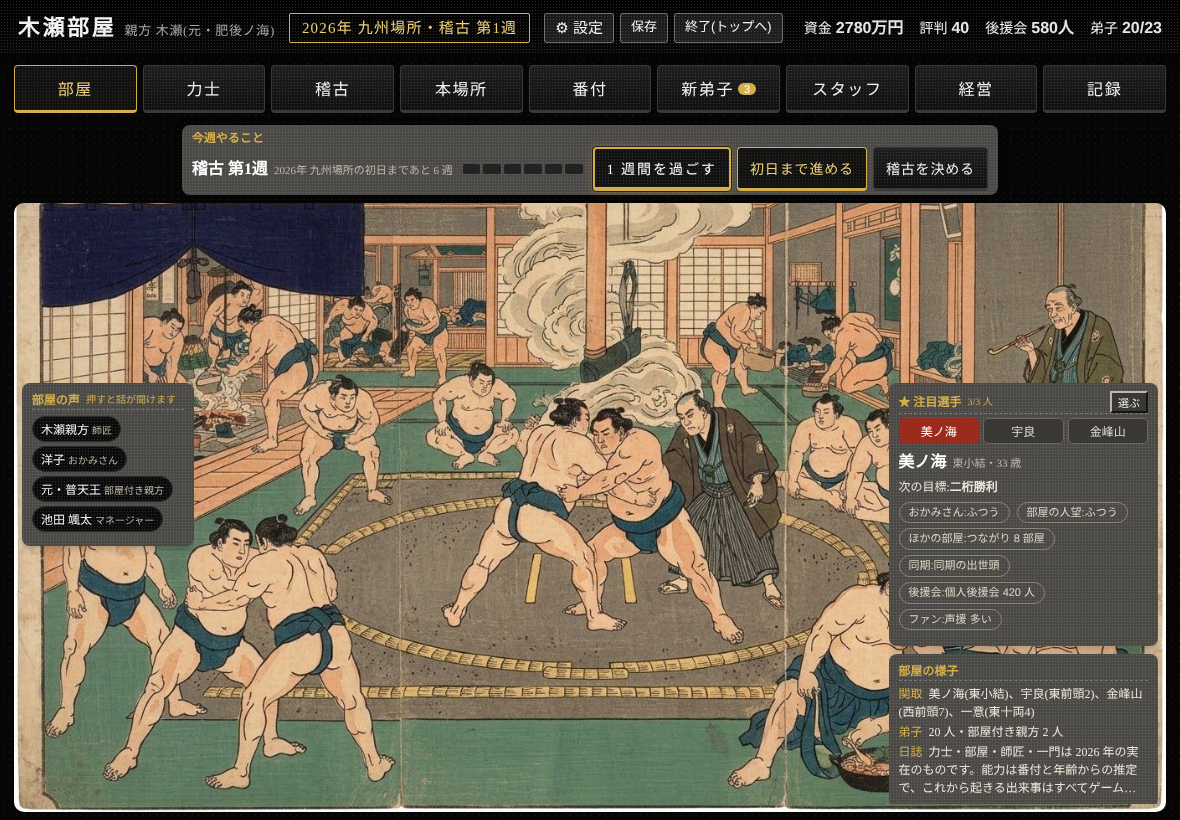 木瀬部屋 親方 木瀬(元・肥後ノ海) 2026年 九州場所・稽古 第1週 ⚙ 設定 保存 終了(トップへ) 資金 2780万円 評判 40 後援会 580人 弟子 20/23
部屋 力士 稽古 本場所 番付 新弟子 3 スタッフ 経営 記録
今週やること
稽古 第1週 2026年 九州場所の初日まであと 6 週 1 週間を過ごす 初日まで進める 稽古を決める
部屋の声 押すと話が聞けます
木瀬親方 師匠
洋子 おかみさん
元・普天王 部屋付き親方
池田 颯太 マネージャー
★ 注目選手 3/3 人 選ぶ
美ノ海 宇良 金峰山
美ノ海 東小結・33 歳
次の目標:二桁勝利
おかみさん:ふつう 部屋の人望:ふつう
ほかの部屋:つながり 8 部屋
同期:同期の出世頭
後援会:個人後援会 420 人
ファン:声援 多い
部屋の様子
関取 美ノ海(東小結)、宇良(東前頭2)、金峰山
(西前頭7)、一意(東十両4)
弟子 20 人・部屋付き親方 2 人
日誌 力士・部屋・師匠・一門は 2026 年の実
在のものです。能力は番付と年齢からの推定
で、これから起きる出来事はすべてゲーム…